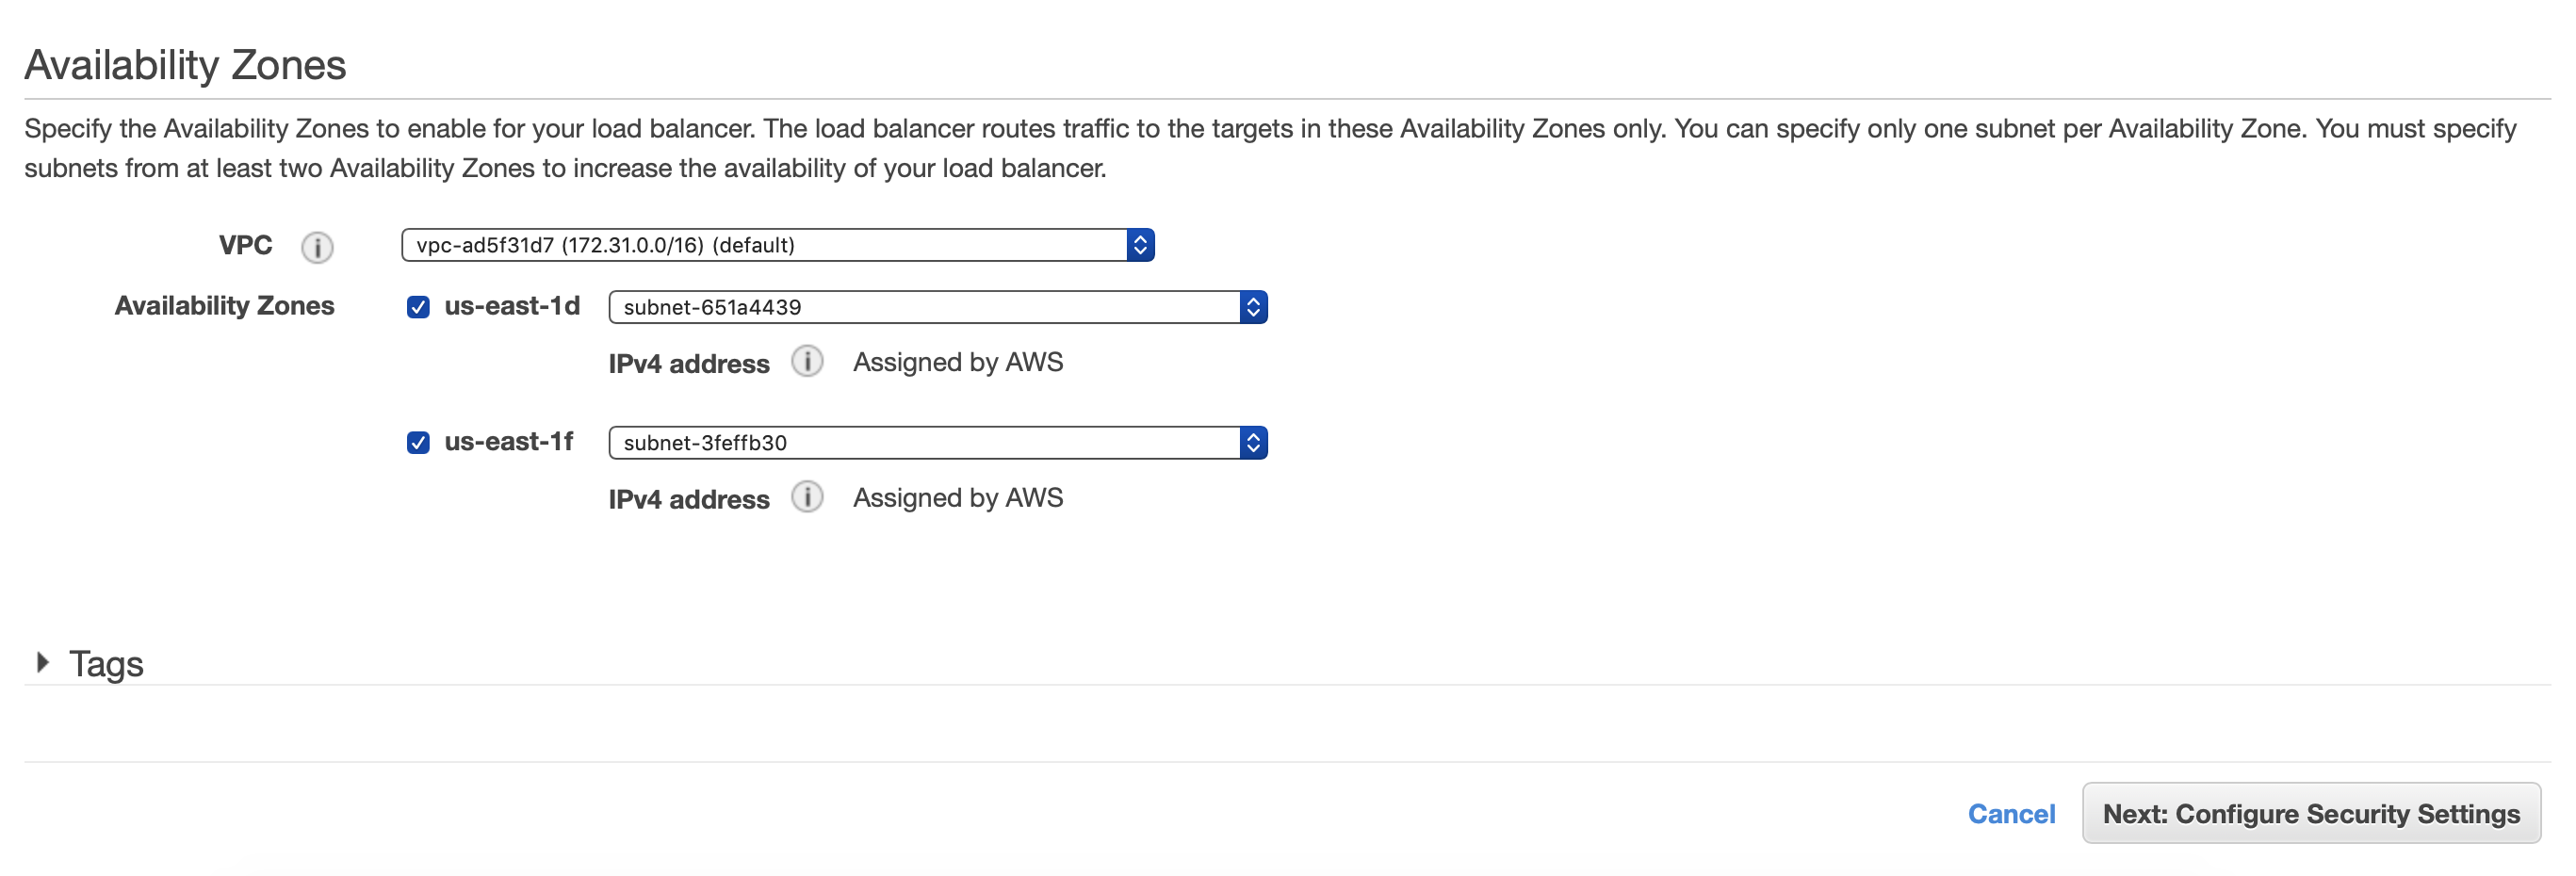 Availability Zones
Specify the Availability Zones to enable for your load balancer. The load balancer routes traffic to the targets in these Availability Zones only. You can specify only one subnet per Availability Zone. You must specify
subnets from at least two Availability Zones to increase the availability of your load balancer.
VPC i vpc-ad5f31d7 (172.31.0.0/16) (default)
Availability Zones us-east-1d subnet-651a4439
IPv4 address i Assigned by AWS
us-east-1f subnet-3feffb30
IPv4 address i Assigned by AWS
Tags
Cancel Next: Configure Security Settings